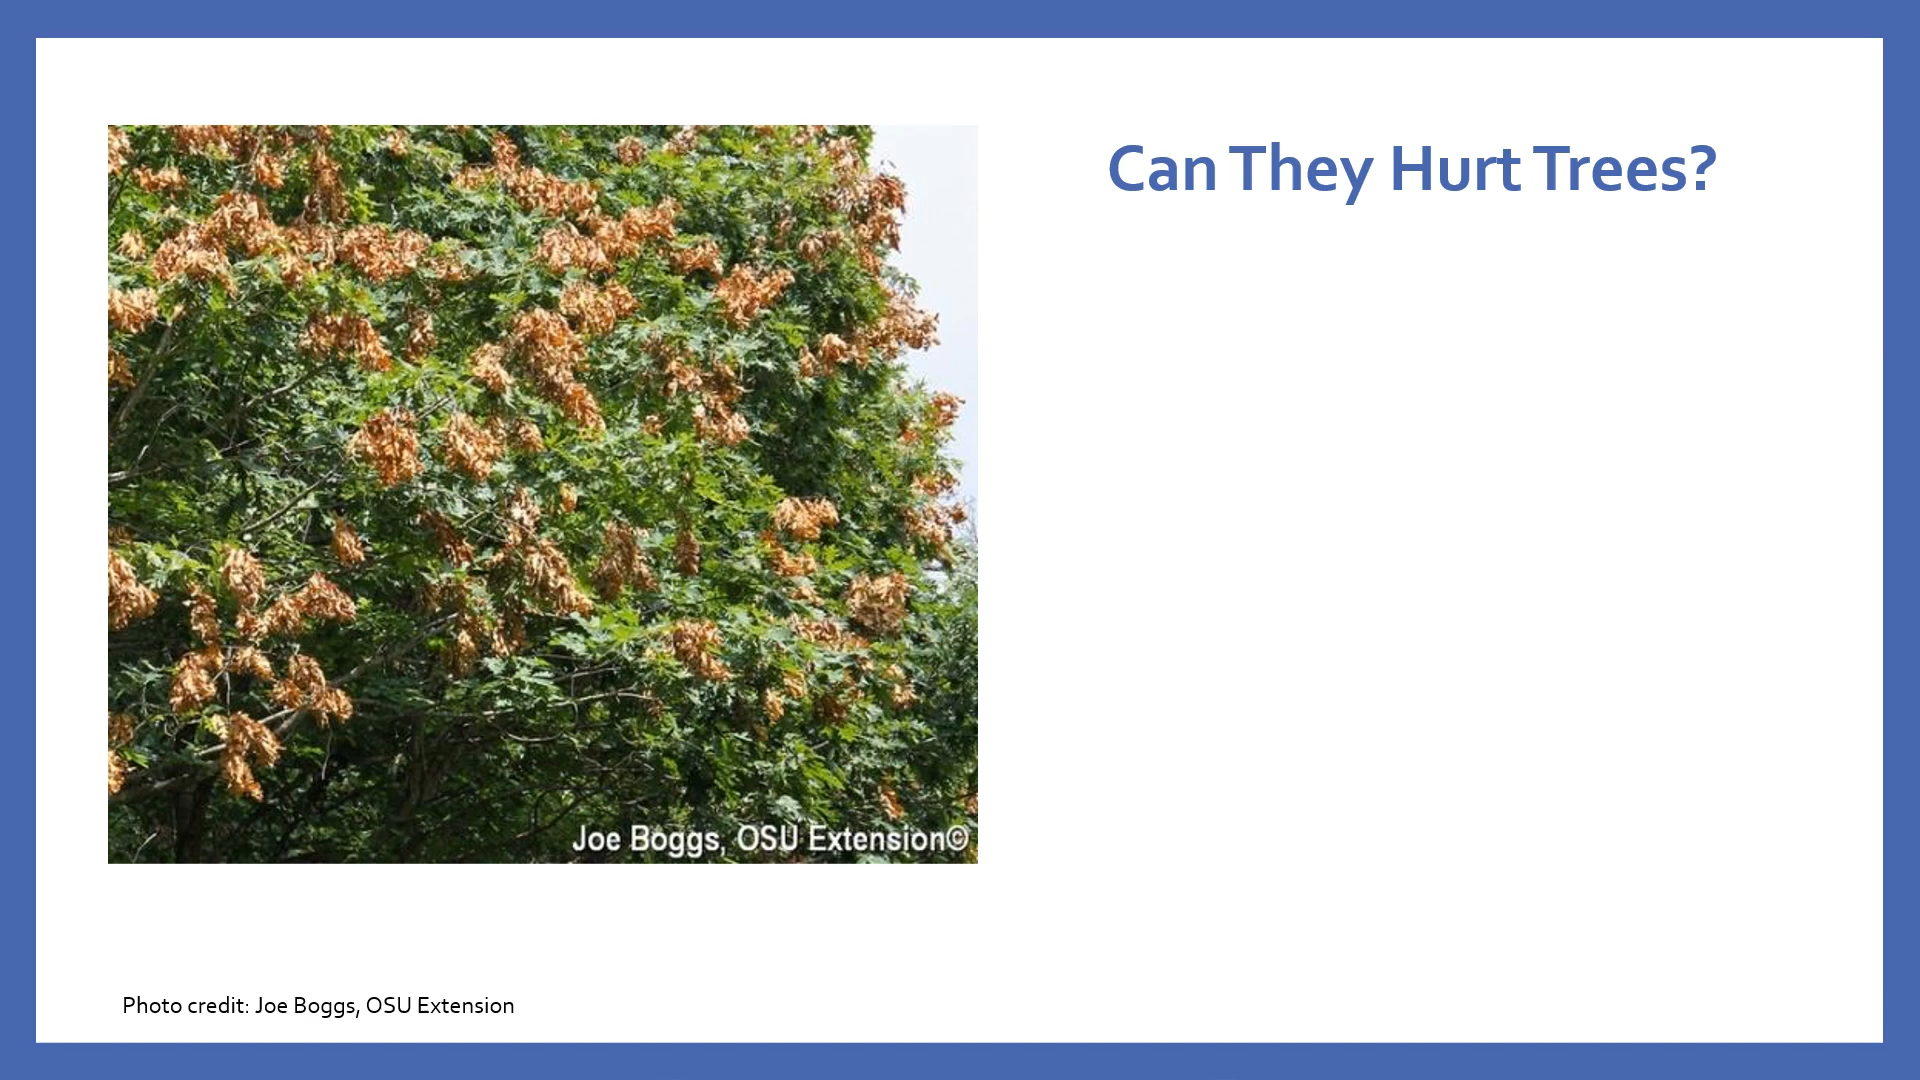 Can They Hurt Trees?
Joe Boggs, OSU Extension©
Photo credit: Joe Boggs, OSU Extension